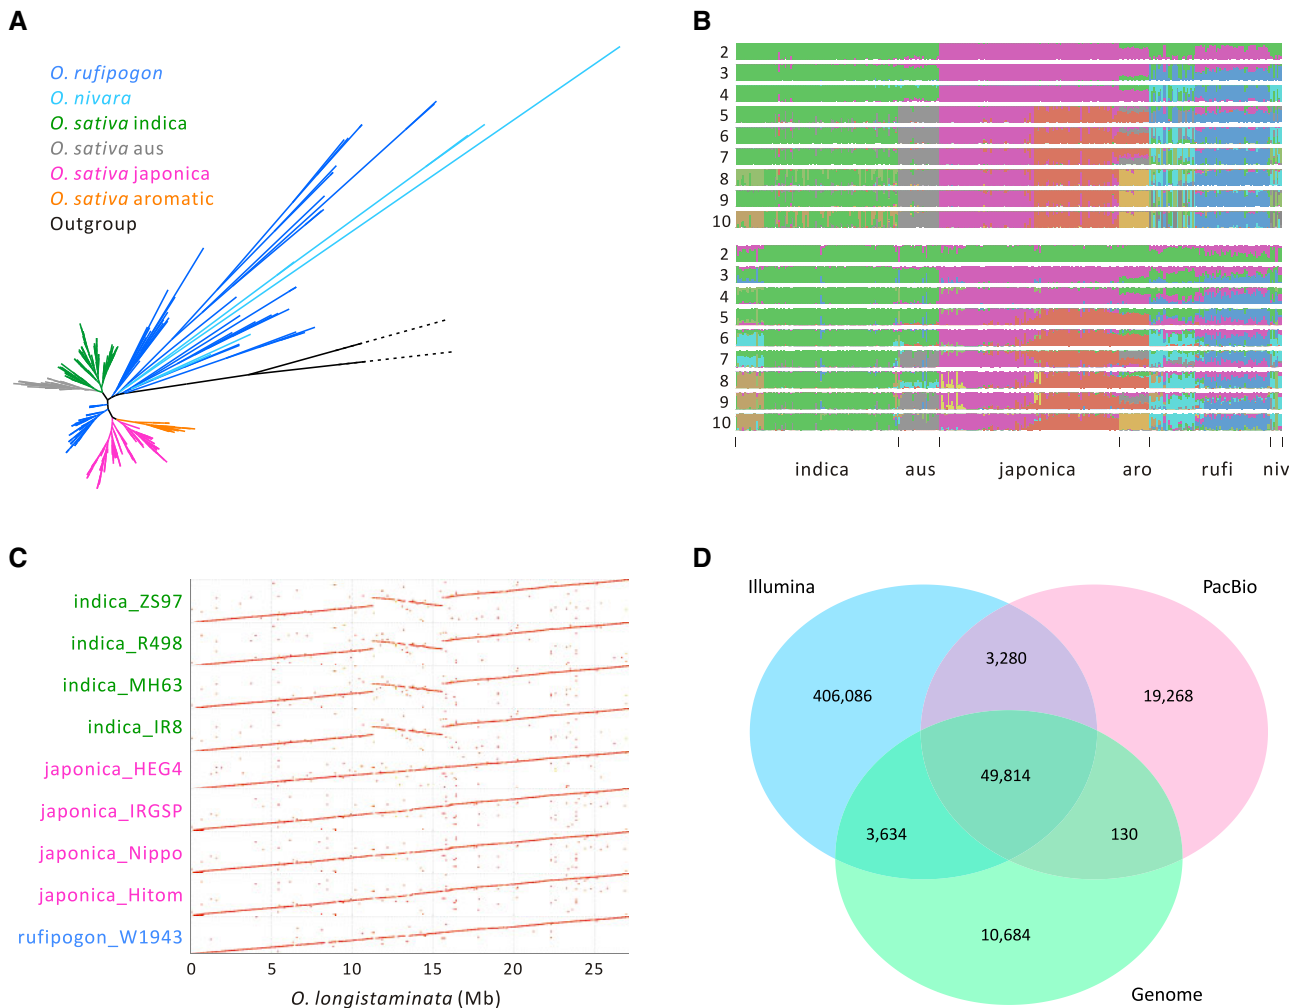 A
O. rufipogon
O. nivara
O. sativa indica
O. sativa aus
O. sativa japonica
O. sativa aromatic
Outgroup
B
2
3
4
5
6
7
8
9
10
2
3
4
5
6
7
8
9
10
indica aus japonica aro rufi niv
C
indica_ZS97
indica_R498
indica_MH63
indica_IR8
japonica_HEG4
japonica_IRGSP
japonica_Nippo
japonica_Hitom
rufipogon_W1943
0 5 10 15 20 25
O. longistaminata (Mb)
D
Illumina PacBio
3,280
406,086 19,268
49,814
3,634 130
10,684
Genome